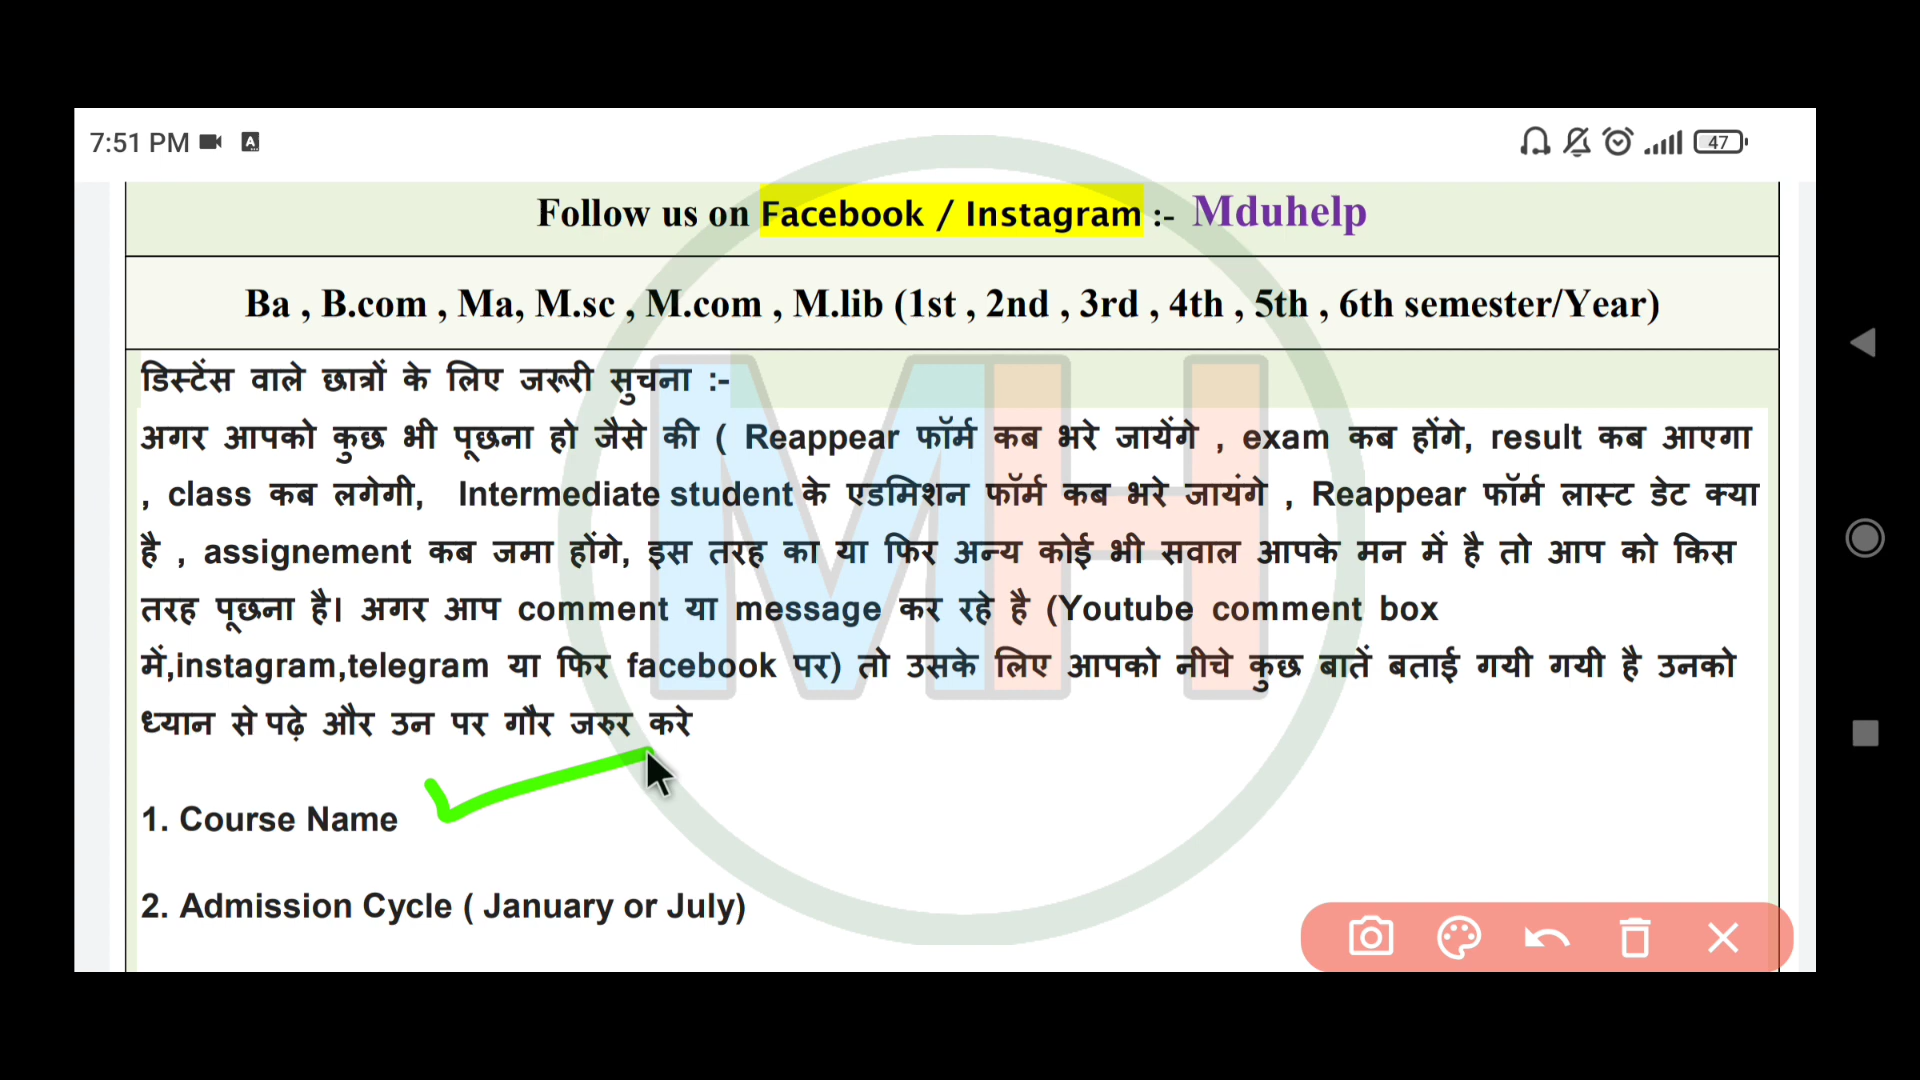 7:51 PM
47
Follow us on Facebook / Instagram :- Mduhelp
Ba , B.com , Ma, M.sc , M.com , M.lib (1st , 2nd , 3rd , 4th , 5th , 6th semester/Year)
डिस्टेंस वाले छात्रों के लिए जरूरी सुचना :-
अगर आपको कुछ भी पूछना हो जैसे की ( Reappear फॉर्म कब भरे जायेंगे , exam कब होंगे, result कब आएगा
, class कब लगेगी, Intermediate student के एडमिशन फॉर्म कब भरे जायंगे , Reappear फॉर्म लास्ट डेट क्या
है , assignement कब जमा होंगे, इस तरह का या फिर अन्य कोई भी सवाल आपके मन में है तो आप को किस
तरह पूछना है। अगर आप comment या message कर रहे है (Youtube comment box
में,instagram,telegram या फिर facebook पर) तो उसके लिए आपको नीचे कुछ बातें बताई गयी गयी है उनको
ध्यान से पढ़े और उन पर गौर जरुर करे
1. Course Name
2. Admission Cycle ( January or July)
MH